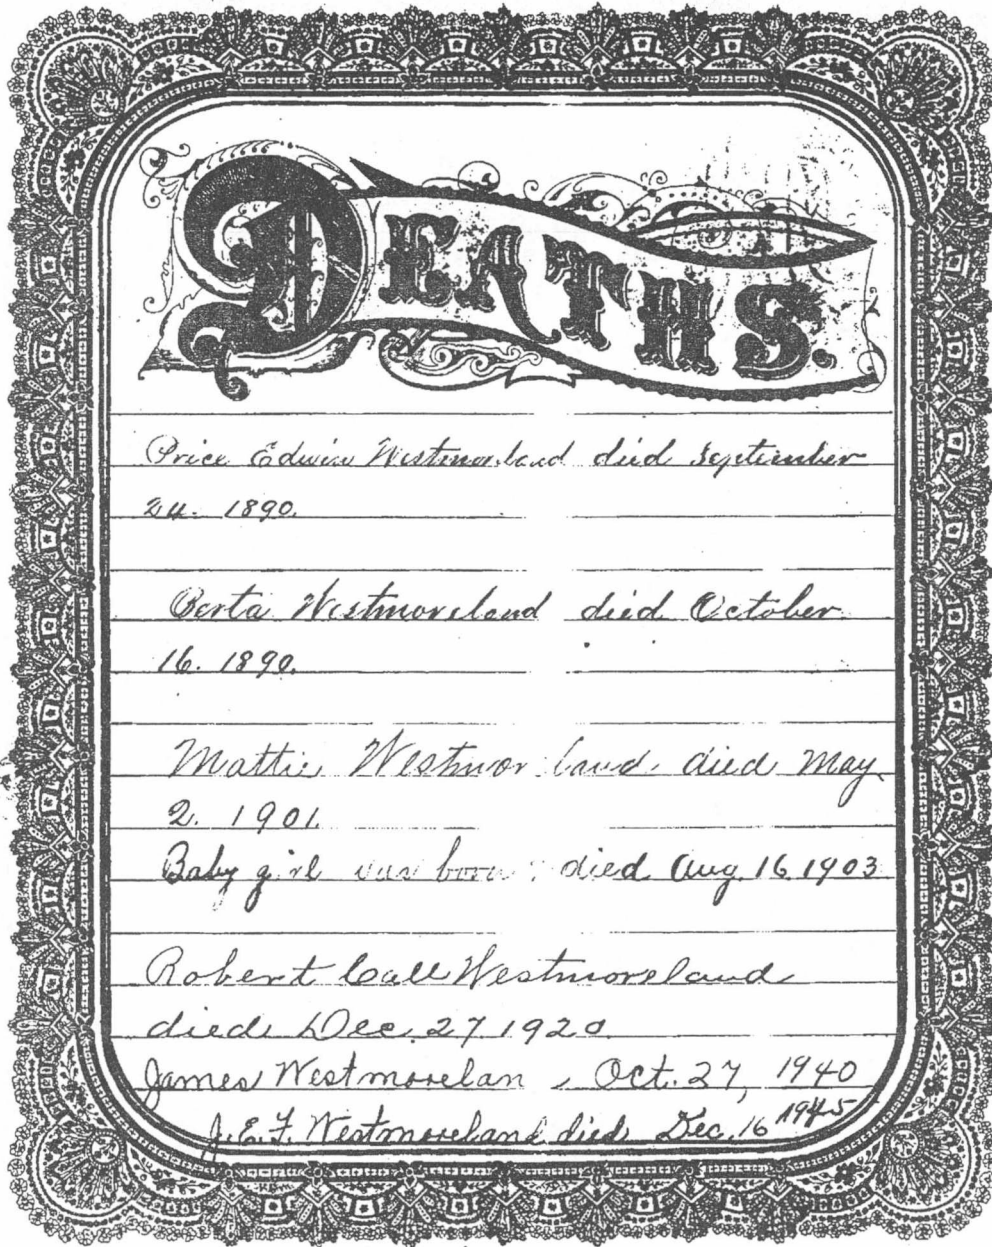 DEATHS.
Price Edwin Westmoreland died September
24. 1890.
Berta Westmoreland died October
16. 1890.
Mattie Westmoreland died May
2. 1901.
Baby girl was born : died Aug. 16. 1903
Robert Call Westmoreland
died Dec. 27 1920
James Westmorelan Oct. 27, 1940
J.E.F. Westmoreland died Dec. 16 1945